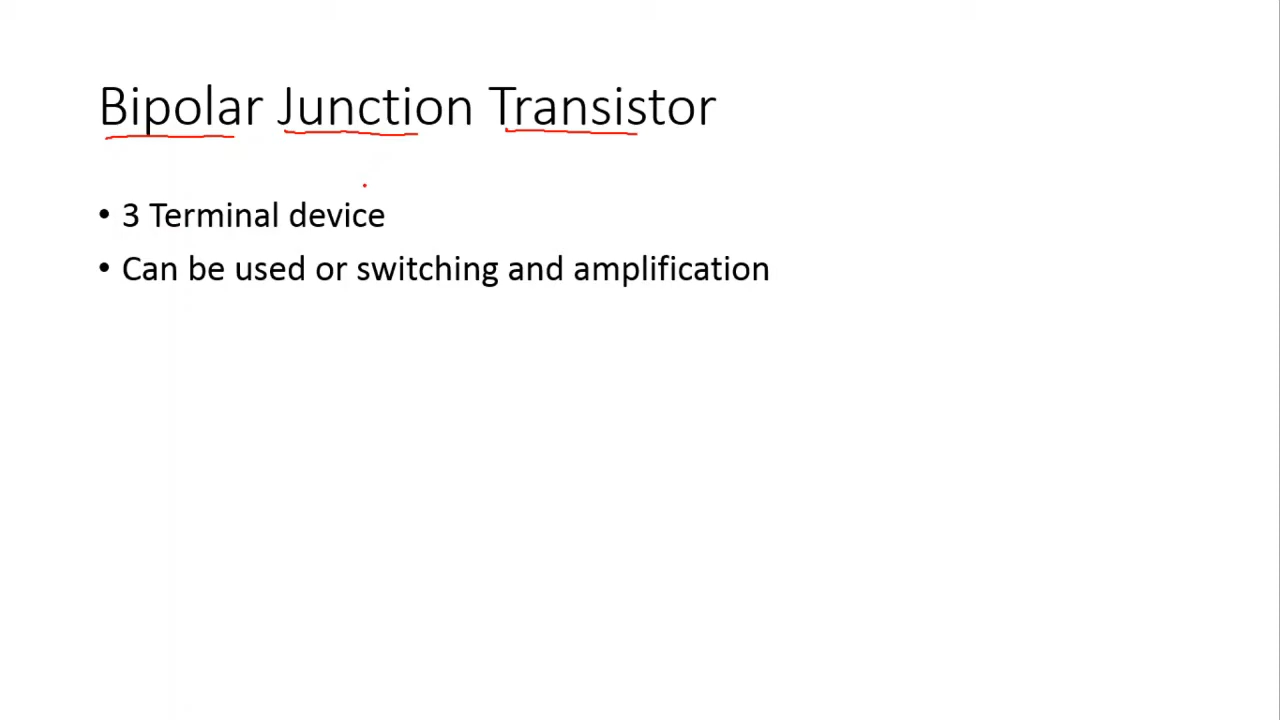 Bipolar Junction Transistor
• 3 Terminal device
• Can be used or switching and amplification